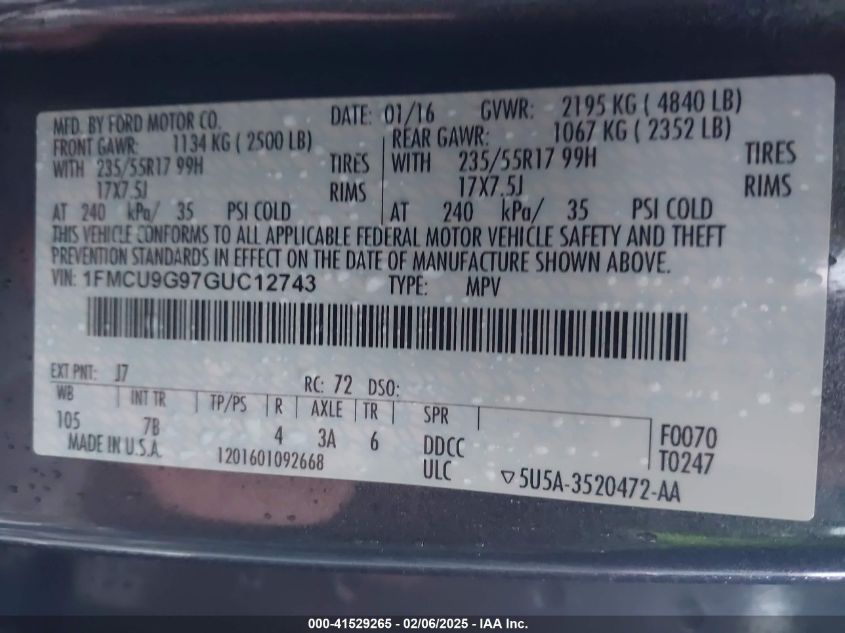 MFD. BY FORD MOTOR CO. DATE: 01/16 GVWR: 2195 KG ( 4840 LB)
FRONT GAWR: 1134 KG ( 2500 LB) REAR GAWR: 1067 KG ( 2352 LB)
WITH 235/55R17 99H TIRES WITH 235/55R17 99H TIRES
17X7.5J RIMS 17X7.5J RIMS
AT 240 kPa/ 35 PSI COLD AT 240 kPa/ 35 PSI COLD
THIS VEHICLE CONFORMS TO ALL APPLICABLE FEDERAL MOTOR VEHICLE SAFETY AND THEFT
PREVENTION STANDARDS IN EFFECT ON THE DATE OF MANUFACTURE SHOWN ABOVE.
VIN: 1FMCU9G97GUC12743 TYPE: MPV
EXT PNT: J7 RC: 72 DSO:
WB INT TR TP/PS R AXLE TR SPR
105 7B 4 3A 6 DDCC F0070
MADE IN U.S.A. 1201601092668 ULC T0247
▽5U5A-3520472-AA
000-41529265 - 02/06/2025 - IAA Inc.